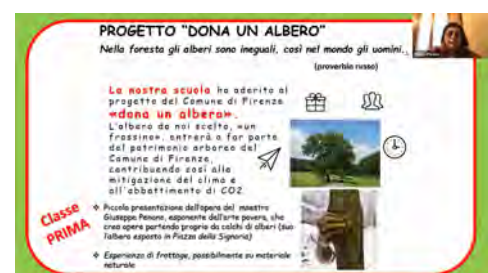 PROGETTO "DONA UN ALBERO"
Nella foresta gli alberi sono ineguali, così nel mondo gli uomini..
(proverbio russo)
La nostra scuola ha aderito al
progetto del Comune di Firenze
«dona un albero».
L'albero da noi scelto, «un
frassino», entrerà a far parte
del patrimonio arboreo del
Comune di Firenze,
contribuendo così alla
mitigazione del clima e
all'abbattimento di CO2
Classe
PRIMA
❖ Piccola presentazione dell'opera del maestro
Giuseppe Penone, esponente dell'arte povera, che
crea opere partendo proprio da calchi di alberi (suo
l'albero esposto in Piazza della Signoria)
❖ Esperienza di frottage, possibilmente su materiale
naturale